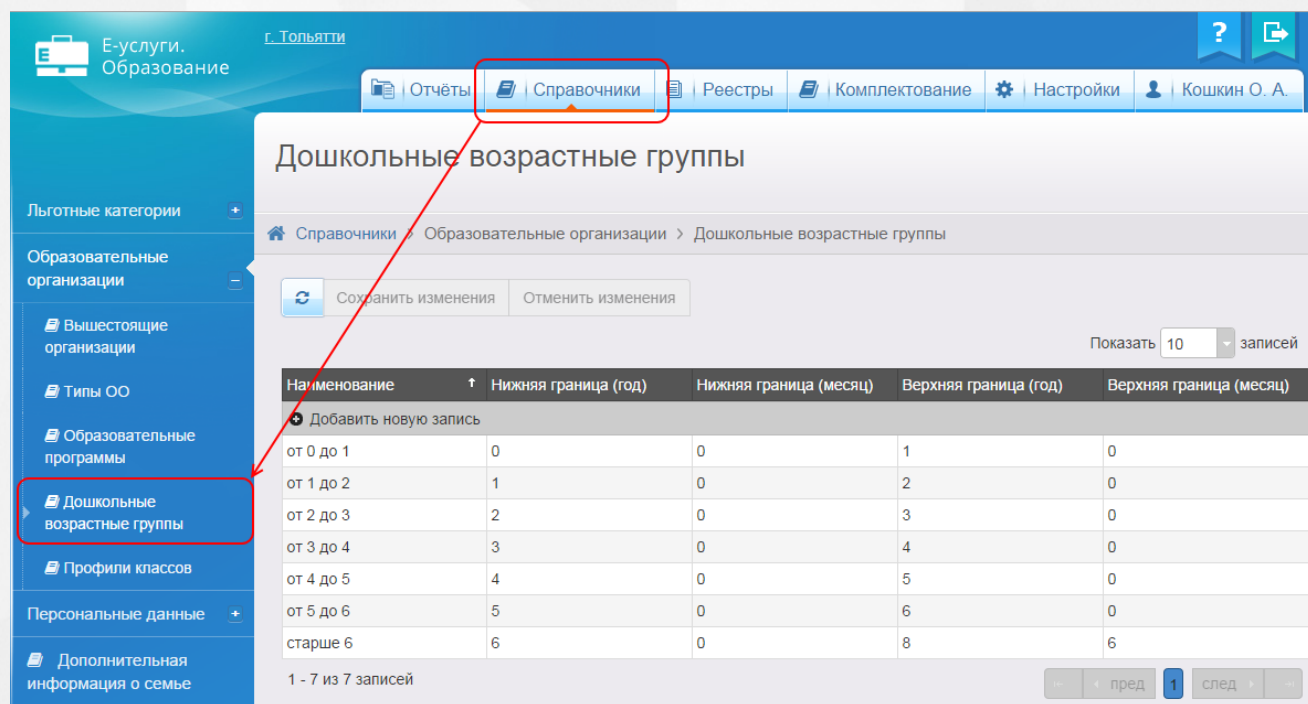 Е-услуги.
Образование
г. Тольятти
?
Отчёты
Справочники
Реестры
Комплектование
Настройки
Кошкин О. А.
Дошкольные возрастные группы
Льготные категории
Образовательные
организации
Вышестоящие
организации
Типы ОО
Образовательные
программы
Дошкольные
возрастные группы
Профили классов
Персональные данные
Дополнительная
информация о семье
Справочники > Образовательные организации > Дошкольные возрастные группы
Сохранить изменения Отменить изменения
Показать 10 записей
Наименование Нижняя граница (год) Нижняя граница (месяц) Верхняя граница (год) Верхняя граница (месяц)
Добавить новую запись
от 0 до 1 0 0 1 0
от 1 до 2 1 0 2 0
от 2 до 3 2 0 3 0
от 3 до 4 3 0 4 0
от 4 до 5 4 0 5 0
от 5 до 6 5 0 6 0
старше 6 6 0 8 6
1 - 7 из 7 записей
пред 1 след